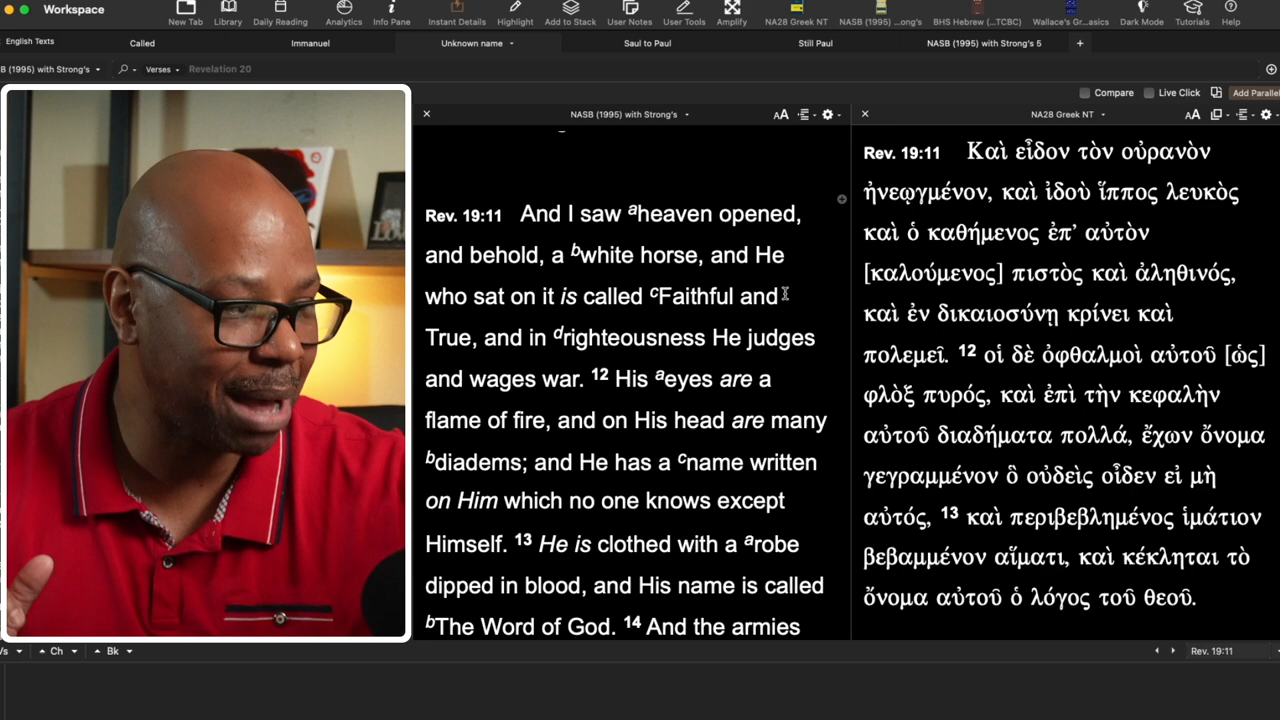 Workspace
New Tab
Library
Daily Reading
Analytics
Info Pane
Instant Details
Highlight
Add to Stack
User Notes
User Tools
Amplify
NA28 Greek NT
NASB (1995) ...ong's
BHS Hebrew (...TCBC)
Wallace's Gr...asics
Dark Mode
Tutorials
Help
English Texts
Called
Immanuel
Unknown name
Saul to Paul
Still Paul
NASB (1995) with Strong's 5
B (1995) with Strong's
Verses
Revelation 20
Compare
Live Click
Add Parallel
NASB (1995) with Strong's
Rev. 19:11 And I saw aheaven opened,
and behold, a bwhite horse, and He
who sat on it is called cFaithful and
True, and in drighteousness He judges
and wages war. 12 His aeyes are a
flame of fire, and on His head are many
bdiadems; and He has a cname written
on Him which no one knows except
Himself. 13 He is clothed with a arobe
dipped in blood, and His name is called
bThe Word of God. 14 And the armies
NA28 Greek NT
Rev. 19:11 Καὶ εἶδον τὸν οὐρανὸν
ἠνεῳγμένον, καὶ ἰδοὺ ἵππος λευκὸς
καὶ ὁ καθήμενος ἐπ’ αὐτὸν
[καλούμενος] πιστὸς καὶ ἀληθινός,
καὶ ἐν δικαιοσύνῃ κρίνει καὶ
πολεμεῖ. 12 οἱ δὲ ὀφθαλμοὶ αὐτοῦ [ὡς]
φλὸξ πυρός, καὶ ἐπὶ τὴν κεφαλὴν
αὐτοῦ διαδήματα πολλά, ἔχων ὄνομα
γεγραμμένον ὃ οὐδεὶς οἶδεν εἰ μὴ
αὐτός, 13 καὶ περιβεβλημένος ἱμάτιον
βεβαμμένον αἵματι, καὶ κέκληται τὸ
ὄνομα αὐτοῦ ὁ λόγος τοῦ θεοῦ.
Vs
Ch
Bk
Rev. 19:11